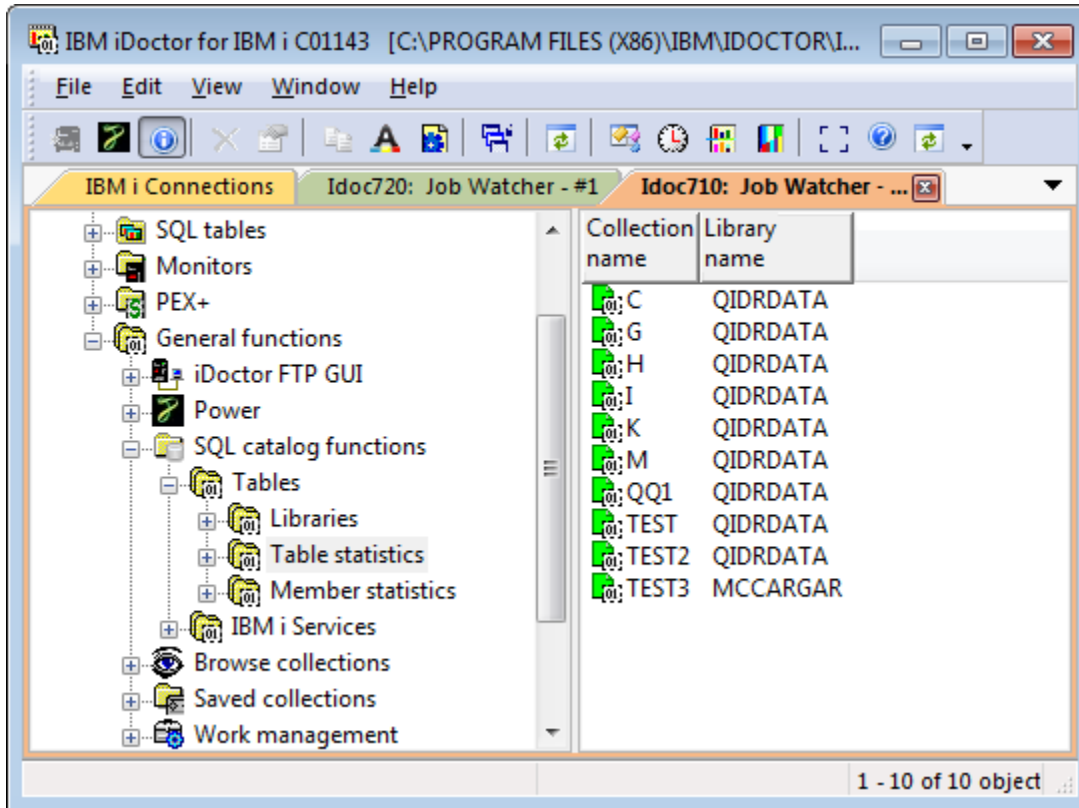 IBM iDoctor for IBM i C01143 [C:\PROGRAM FILES (X86)\IBM\IDOCTOR\I...
File Edit View Window Help
IBM i Connections Idoc720: Job Watcher - #1 Idoc710: Job Watcher - ...
SQL tables
Monitors
PEX+
General functions
iDoctor FTP GUI
Power
SQL catalog functions
Tables
Libraries
Table statistics
Member statistics
IBM i Services
Browse collections
Saved collections
Work management
Collection Library
name name
C QIDRDATA
G QIDRDATA
H QIDRDATA
I QIDRDATA
K QIDRDATA
M QIDRDATA
QQ1 QIDRDATA
TEST QIDRDATA
TEST2 QIDRDATA
TEST3 MCCARGAR
1 - 10 of 10 object